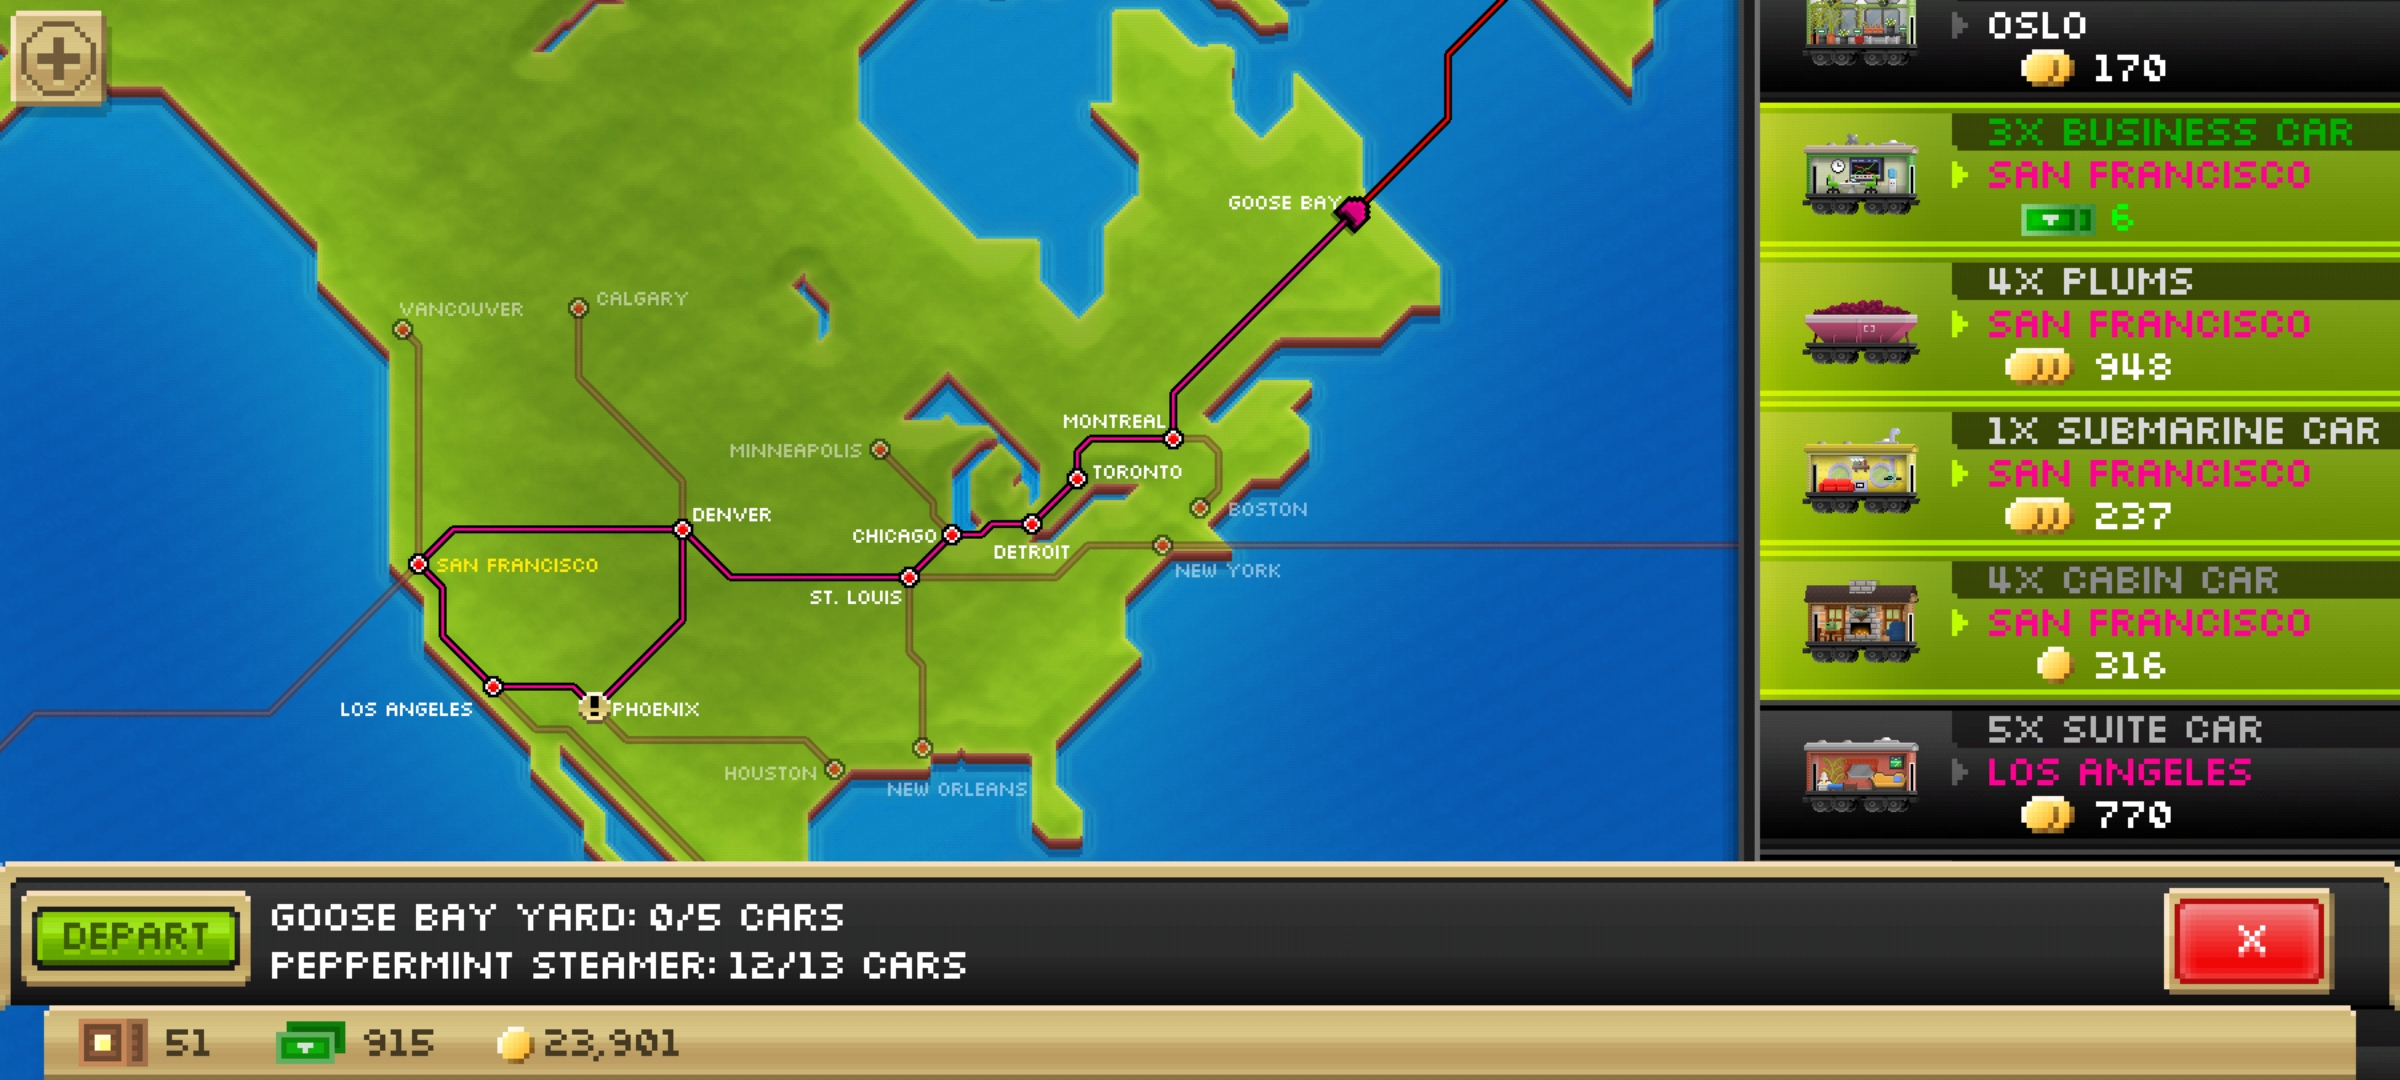 OSLO
170
3X BUSINESS CAR
SAN FRANCISCO
6
4X PLUMS
SAN FRANCISCO
948
1X SUBMARINE CAR
SAN FRANCISCO
237
4X CABIN CAR
SAN FRANCISCO
316
5X SUITE CAR
LOS ANGELES
770
GOOSE BAY
VANCOUVER
CALGARY
MONTREAL
MINNEAPOLIS
TORONTO
BOSTON
DENVER
CHICAGO
DETROIT
SAN FRANCISCO
NEW YORK
ST. LOUIS
LOS ANGELES
!
PHOENIX
HOUSTON
NEW ORLEANS
DEPART
GOOSE BAY YARD: 0/5 CARS
PEPPERMINT STEAMER: 12/13 CARS
X
51
915
23,901